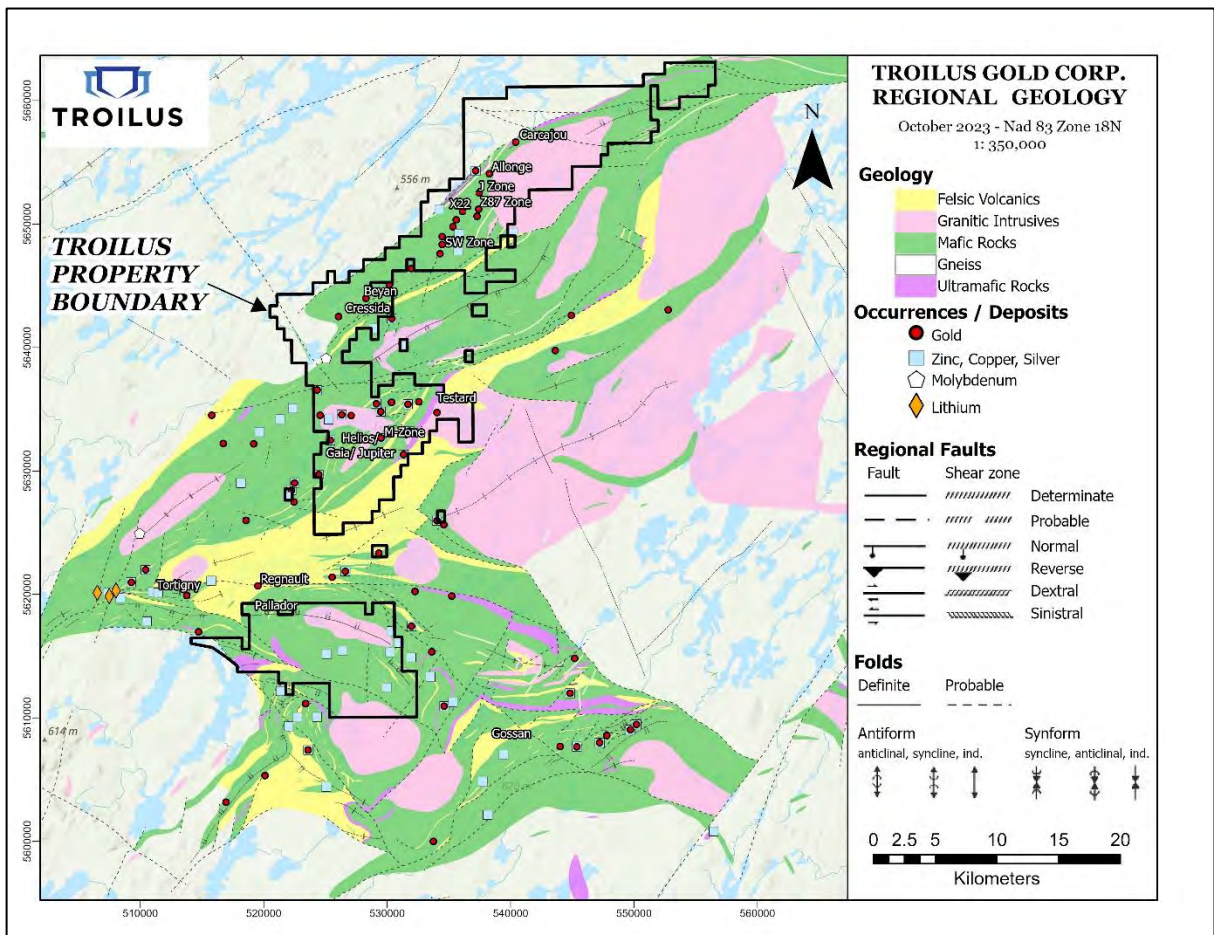 TROILUS
TROILUS GOLD CORP.
REGIONAL GEOLOGY
October 2023 - Nad 83 Zone 18N
1: 350,000
N
Geology
Felsic Volcanics
Granitic Intrusives
Mafic Rocks
Gneiss
Ultramafic Rocks
Occurrences / Deposits
Gold
Zinc, Copper, Silver
Molybdenum
Lithium
Regional Faults
Fault Shear zone
Determinate
Probable
Normal
Reverse
Dextral
Sinistral
Folds
Definite Probable
Antiform Synform
anticlinal, syncline, ind. syncline, anticlinal, ind.
0 2.5 5 10 15 20
Kilometers
TROILUS
PROPERTY
BOUNDARY
556 m
Carcajou
Allonge
J Zone
X22
Z87 Zone
SW Zone
Beyan
Cressida
Testard
M-Zone
Helios/
Gaia/ Jupiter
Regnault
Tortigny
Pallador
Gossan
614 m
5660000
5650000
5640000
5630000
5620000
5610000
5600000
510000 520000 530000 540000 550000 560000